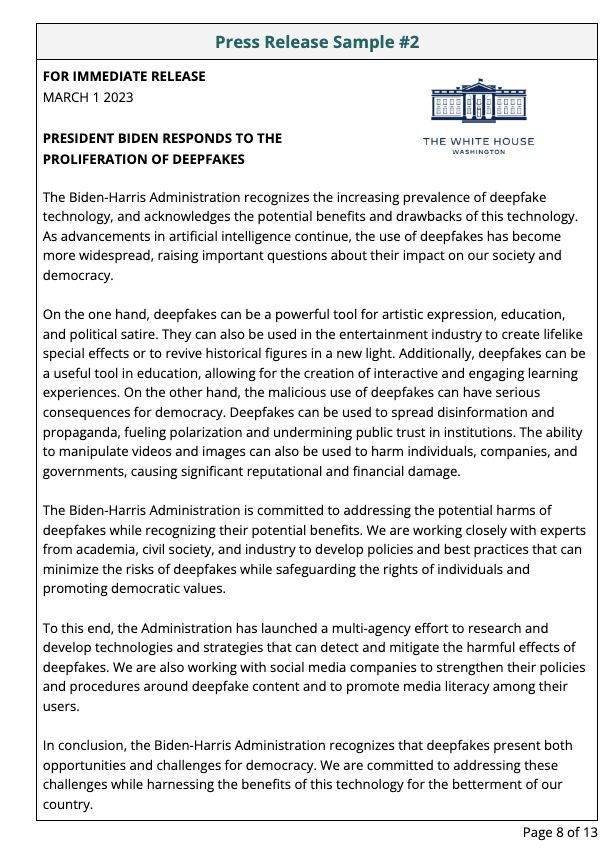 Press Release Sample #2
FOR IMMEDIATE RELEASE
MARCH 1 2023
THE WHITE HOUSE
WASHINGTON
PRESIDENT BIDEN RESPONDS TO THE
PROLIFERATION OF DEEPFAKES
The Biden-Harris Administration recognizes the increasing prevalence of deepfake
technology, and acknowledges the potential benefits and drawbacks of this technology.
As advancements in artificial intelligence continue, the use of deepfakes has become
more widespread, raising important questions about their impact on our society and
democracy.
On the one hand, deepfakes can be a powerful tool for artistic expression, education,
and political satire. They can also be used in the entertainment industry to create lifelike
special effects or to revive historical figures in a new light. Additionally, deepfakes can be
a useful tool in education, allowing for the creation of interactive and engaging learning
experiences. On the other hand, the malicious use of deepfakes can have serious
consequences for democracy. Deepfakes can be used to spread disinformation and
propaganda, fueling polarization and undermining public trust in institutions. The ability
to manipulate videos and images can also be used to harm individuals, companies, and
governments, causing significant reputational and financial damage.
The Biden-Harris Administration is committed to addressing the potential harms of
deepfakes while recognizing their potential benefits. We are working closely with experts
from academia, civil society, and industry to develop policies and best practices that can
minimize the risks of deepfakes while safeguarding the rights of individuals and
promoting democratic values.
To this end, the Administration has launched a multi-agency effort to research and
develop technologies and strategies that can detect and mitigate the harmful effects of
deepfakes. We are also working with social media companies to strengthen their policies
and procedures around deepfake content and to promote media literacy among their
users.
In conclusion, the Biden-Harris Administration recognizes that deepfakes present both
opportunities and challenges for democracy. We are committed to addressing these
challenges while harnessing the benefits of this technology for the betterment of our
country.
Page 8 of 13